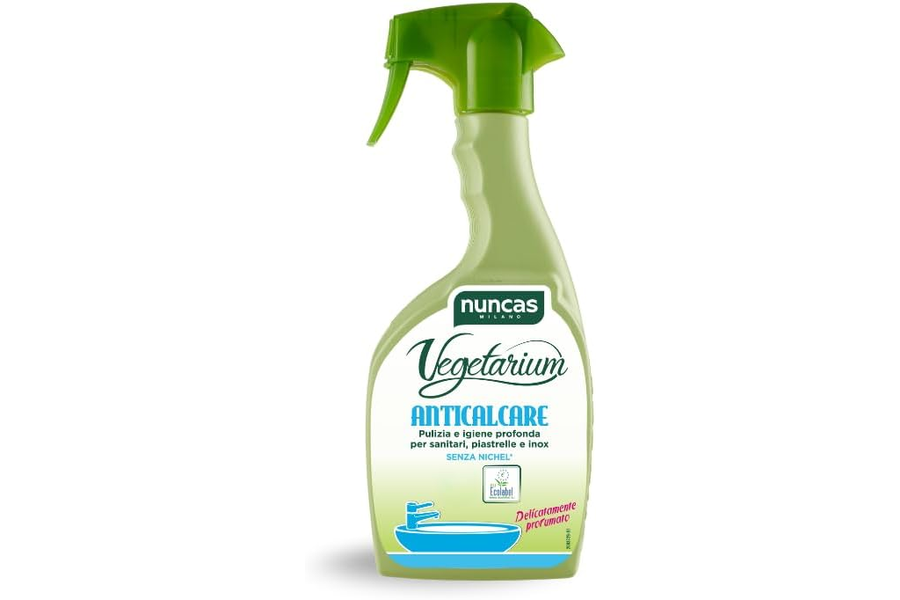 nuncas
MILANO
Vegetarium
ANTICALCARE
Pulizia e igiene profonda
per sanitari, piastrelle e inox
SENZA NICHEL*
Ecolabel
Delicatamente
profumato